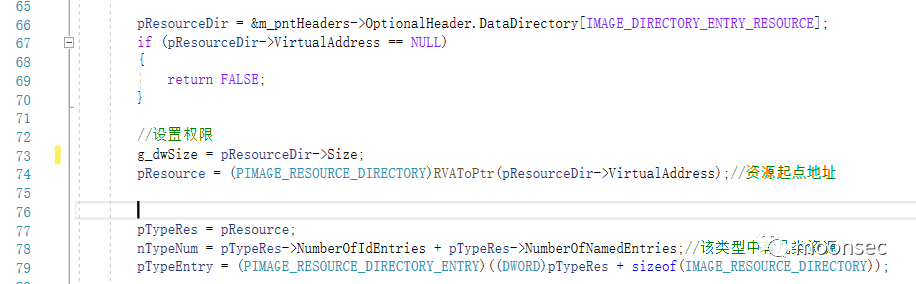 65
66 pResourceDir = &m_pntHeaders->OptionalHeader.DataDirectory[IMAGE_DIRECTORY_ENTRY_RESOURCE];
67 if (pResourceDir->VirtualAddress == NULL)
68 {
69 return FALSE;
70 }
71
72 //设置权限
73 g_dwSize = pResourceDir->Size;
74 pResource = (PIMAGE_RESOURCE_DIRECTORY)RVAToPtr(pResourceDir->VirtualAddress);//资源起点地址
75
76
77 pTypeRes = pResource;
78 nTypeNum = pTypeRes->NumberOfIdEntries + pTypeRes->NumberOfNamedEntries;//该类型中 moonsec
79 pTypeEntry = (PIMAGE_RESOURCE_DIRECTORY_ENTRY)((DWORD)pTypeRes + sizeof(IMAGE_RESOURCE_DIRECTORY));